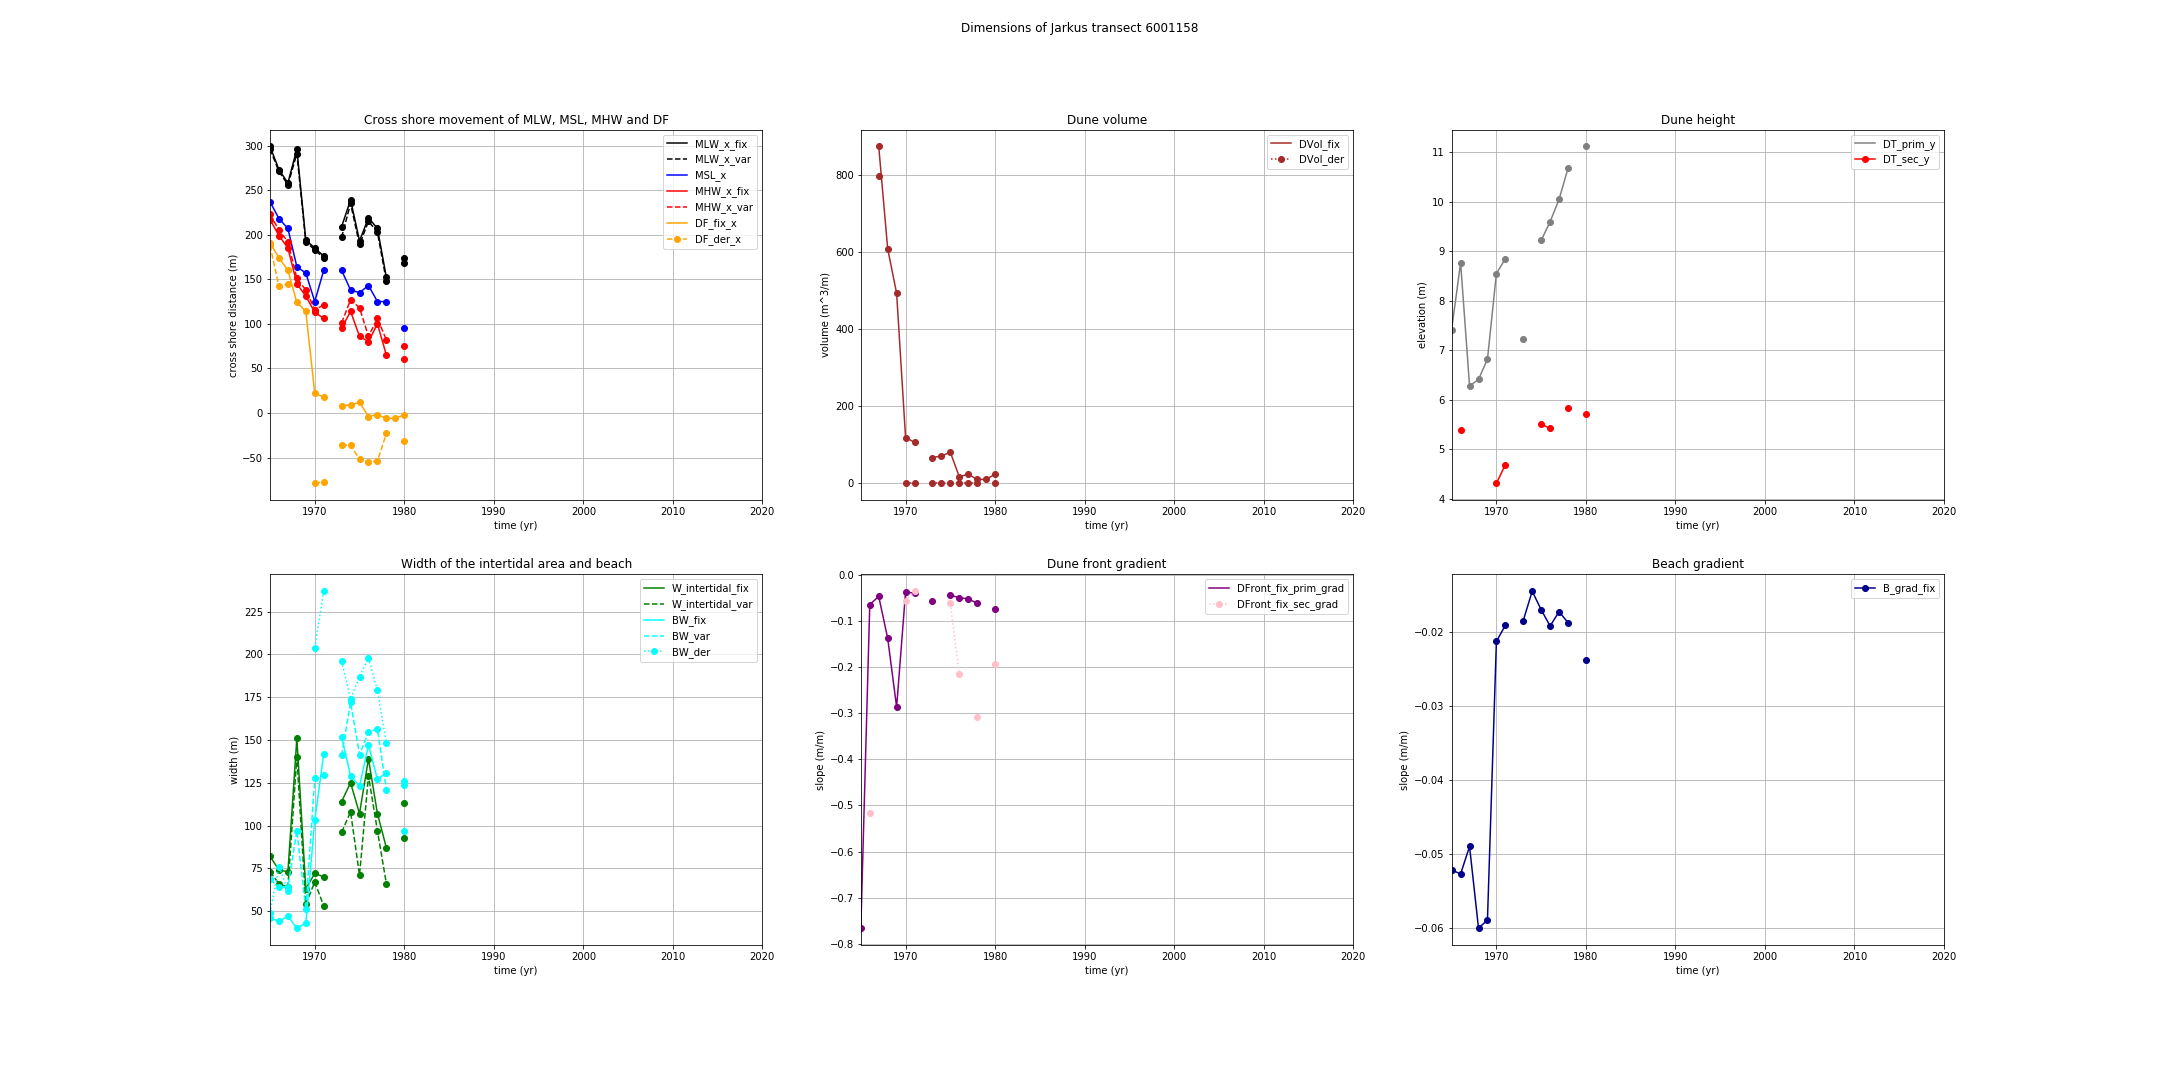 Dimensions of Jarkus transect 6001158
Cross shore movement of MLW, MSL, MHW and DF
300
250
200
150
100
50
0
−50
cross shore distance (m)
MLW_x_fix
MLW_x_var
MSL_x
MHW_x_fix
MHW_x_var
DF_fix_x
DF_der_x
1970 1980 1990 2000 2010 2020
time (yr)
Dune volume
800
600
400
200
0
volume (m^3/m)
DVol_fix
DVol_der
1970 1980 1990 2000 2010 2020
time (yr)
Dune height
11
10
9
8
7
6
5
4
elevation (m)
DT_prim_y
DT_sec_y
1970 1980 1990 2000 2010 2020
time (yr)
Width of the intertidal area and beach
225
200
175
150
125
100
75
50
width (m)
W_intertidal_fix
W_intertidal_var
BW_fix
BW_var
BW_der
1970 1980 1990 2000 2010 2020
time (yr)
Dune front gradient
0.0
−0.1
−0.2
−0.3
−0.4
−0.5
−0.6
−0.7
−0.8
slope (m/m)
DFront_fix_prim_grad
DFront_fix_sec_grad
1970 1980 1990 2000 2010 2020
time (yr)
Beach gradient
−0.02
−0.03
−0.04
−0.05
−0.06
slope (m/m)
B_grad_fix
1970 1980 1990 2000 2010 2020
time (yr)